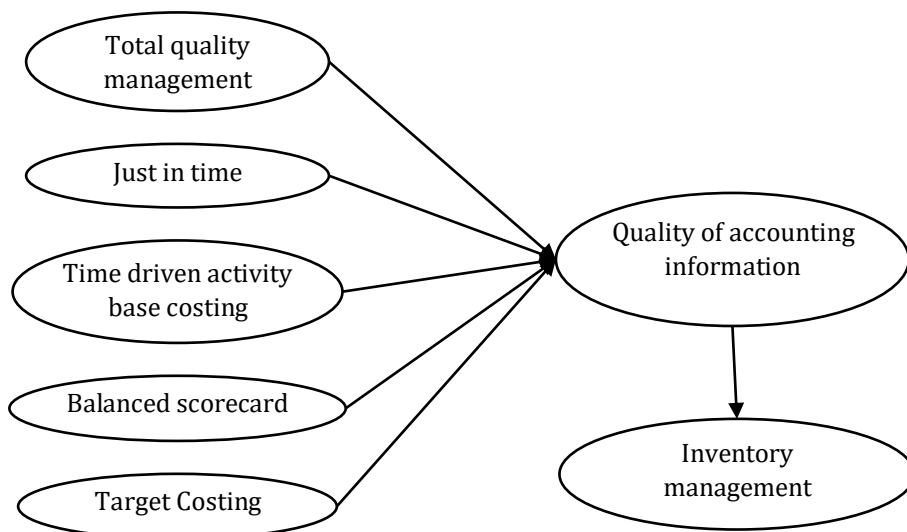 Total quality
management
Just in time
Time driven activity
base costing
Balanced scorecard
Target Costing
Quality of accounting
information
Inventory
management